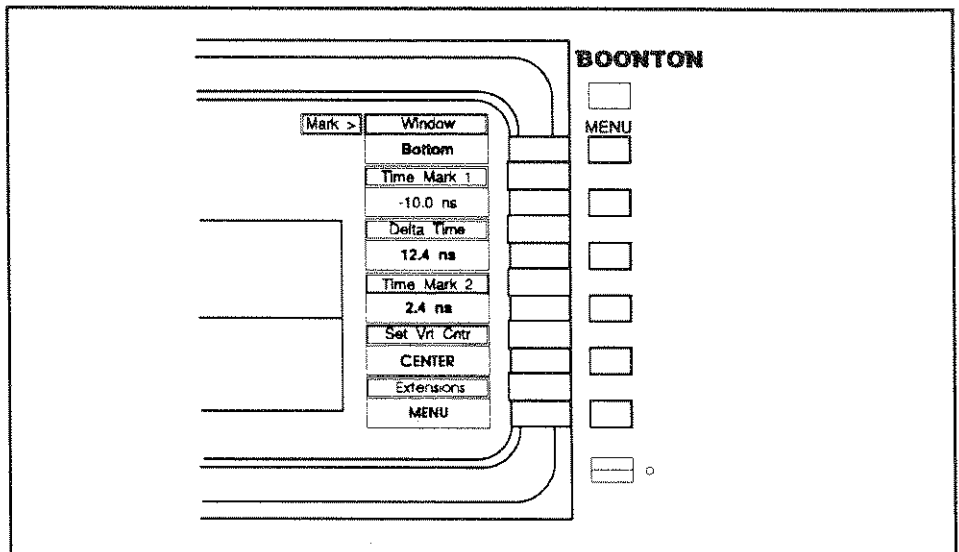 BOONTON
MENU
Mark >
Window
Bottom
Time Mark 1
-10.0 ns
Delta Time
12.4 ns
Time Mark 2
2.4 ns
Set Vrt Cntr
CENTER
Extensions
MENU